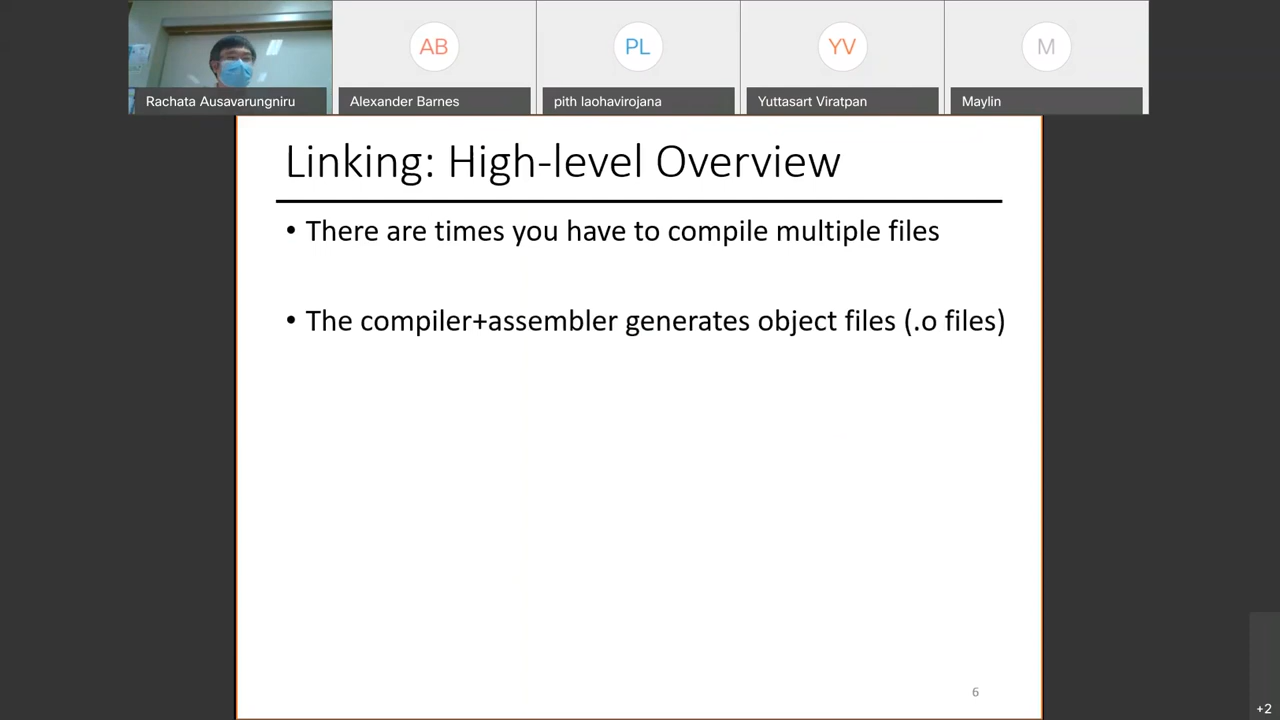 AB
PL
YV
M
Rachata Ausavarungniru
Alexander Barnes
pith laohavirojana
Yuttasart Viratpan
Maylin
Linking: High-level Overview
• There are times you have to compile multiple files
• The compiler+assembler generates object files (.o files)
6
+2